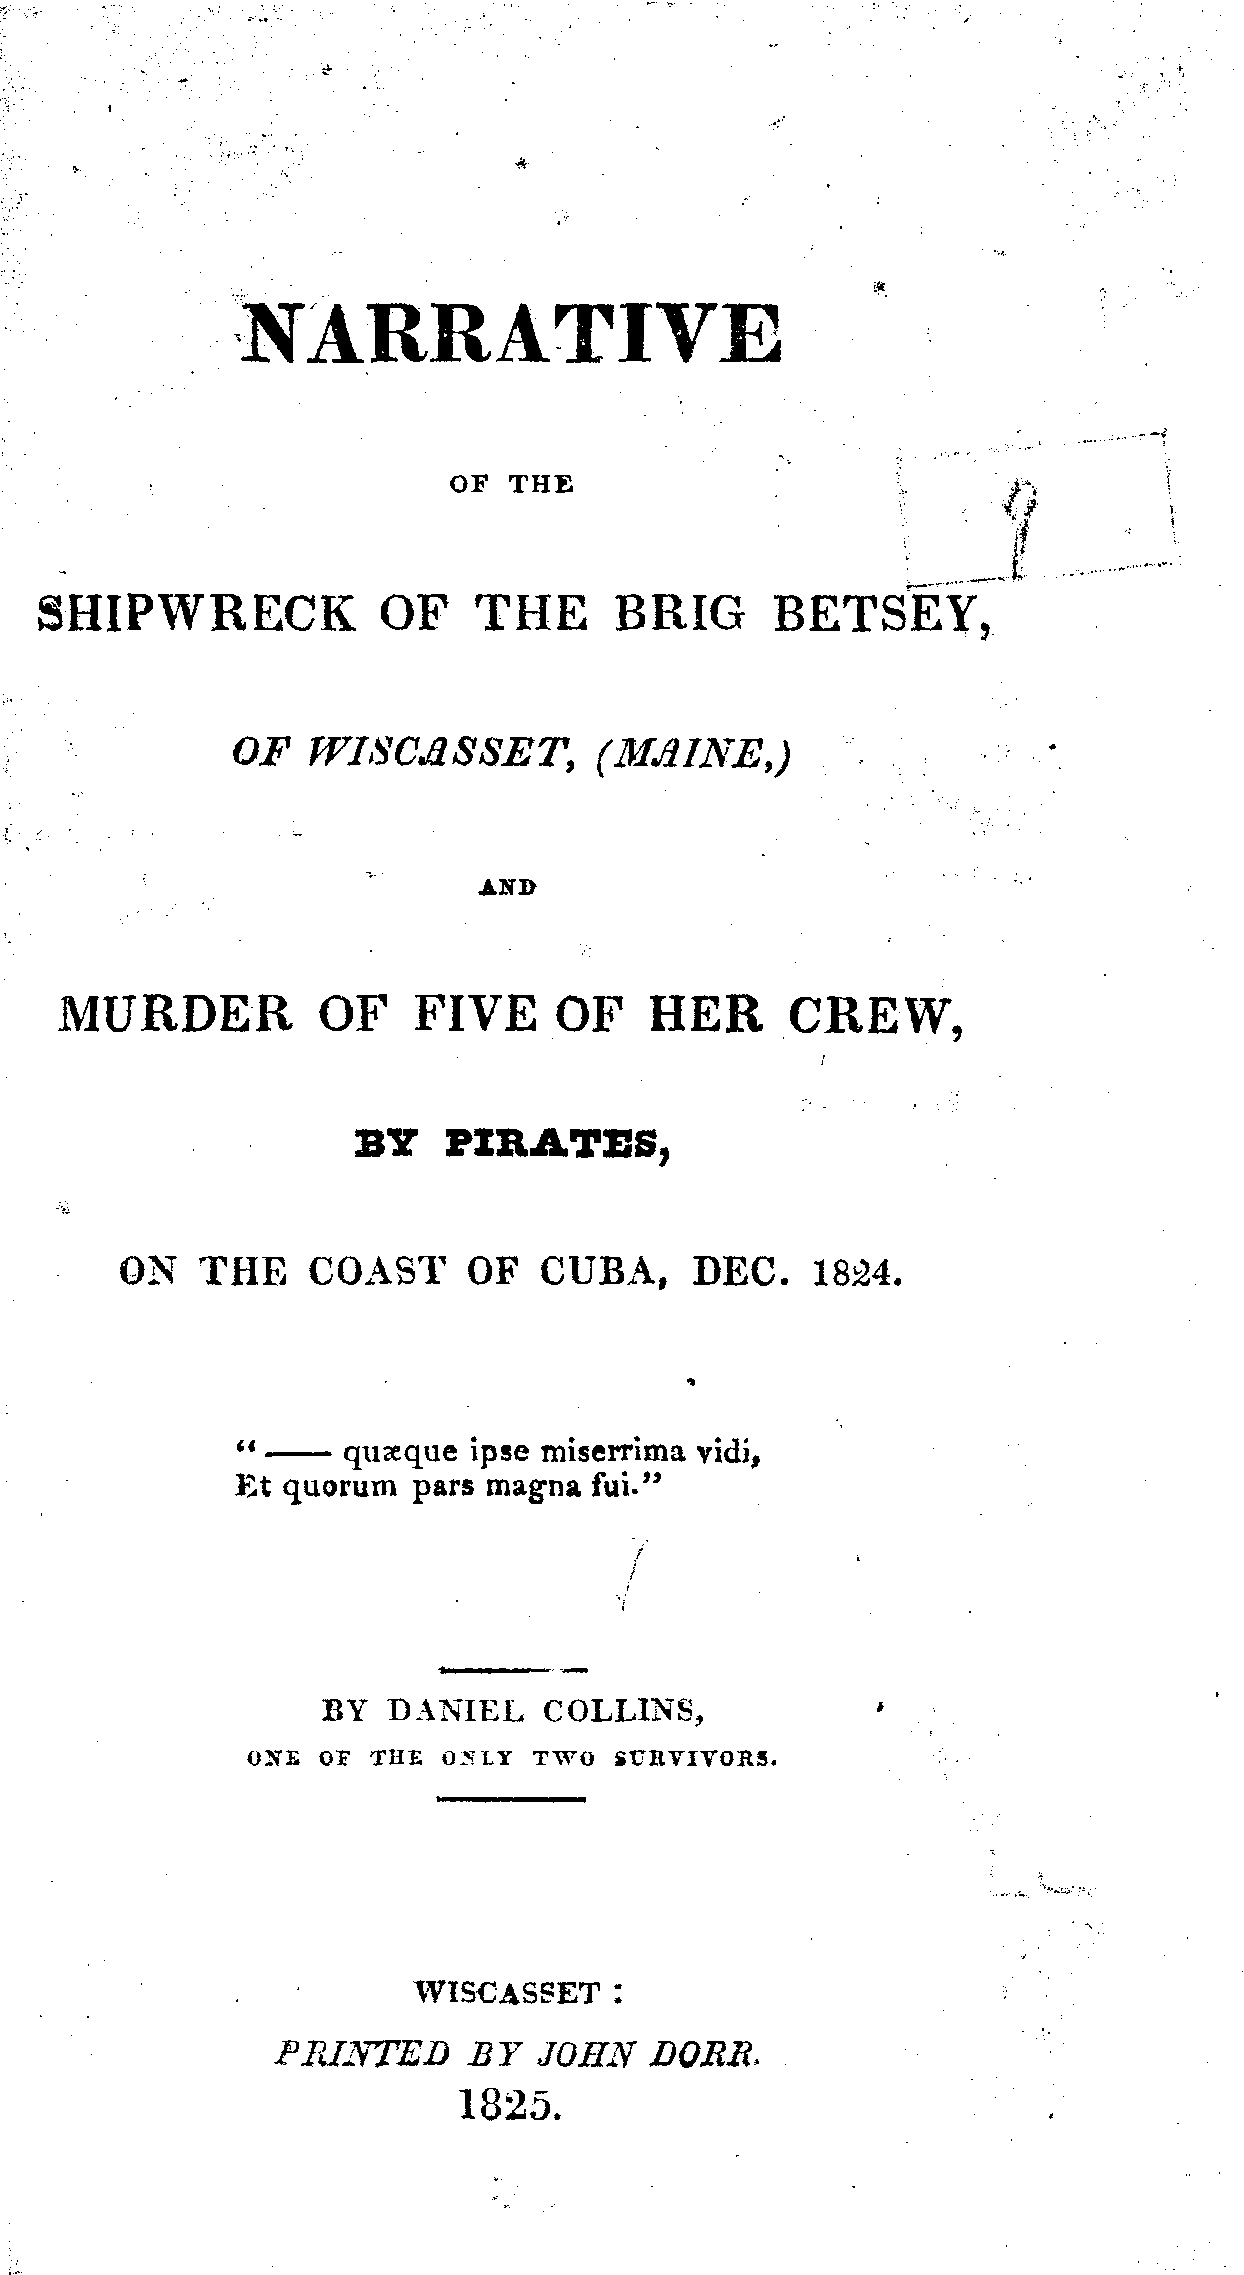 NARRATIVE
OF THE
SHIPWRECK OF THE BRIG BETSEY,
OF WISCASSET, (MAINE,)
AND
MURDER OF FIVE OF HER CREW,
BY PIRATES,
ON THE COAST OF CUBA, DEC. 1824.
“—— quæque ipse miserrima vidi,
Et quorum pars magna fui.”
BY DANIEL COLLINS,
ONE OF THE ONLY TWO SURVIVORS.
WISCASSET :
PRINTED BY JOHN DORR.
1825.